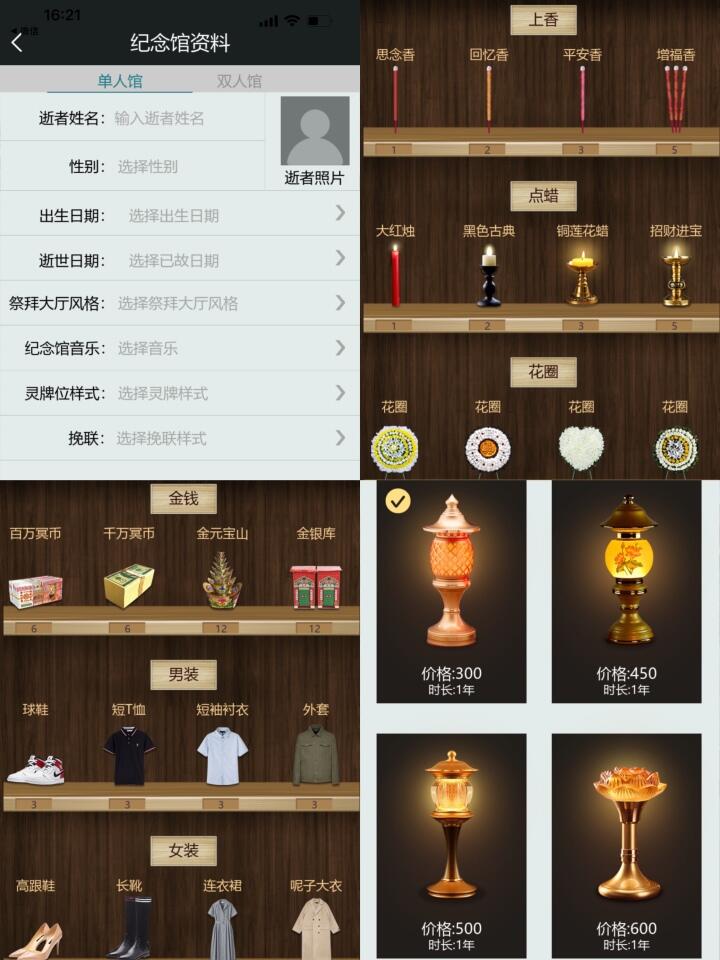 16:21
微信
纪念馆资料
单人馆 双人馆
逝者姓名: 输入逝者姓名
性别: 选择性别
逝者照片
出生日期: 选择出生日期
逝世日期: 选择已故日期
祭拜大厅风格: 选择祭拜大厅风格
纪念馆音乐: 选择音乐
灵牌位样式: 选择灵牌样式
挽联: 选择挽联样式
上香
思念香 回忆香 平安香 增福香
1 2 3 5
点蜡
大红烛 黑色古典 铜莲花蜡 招财进宝
1 2 3 5
花圈
花圈 花圈 花圈 花圈
金钱
百万冥币 千万冥币 金元宝山 金银库
6 6 12 12
男装
球鞋 短T恤 短袖衬衣 外套
3 3 3 3
女装
高跟鞋 长靴 连衣裙 呢子大衣
价格:300
时长:1年
价格:450
时长:1年
价格:500
时长:1年
价格:600
时长:1年